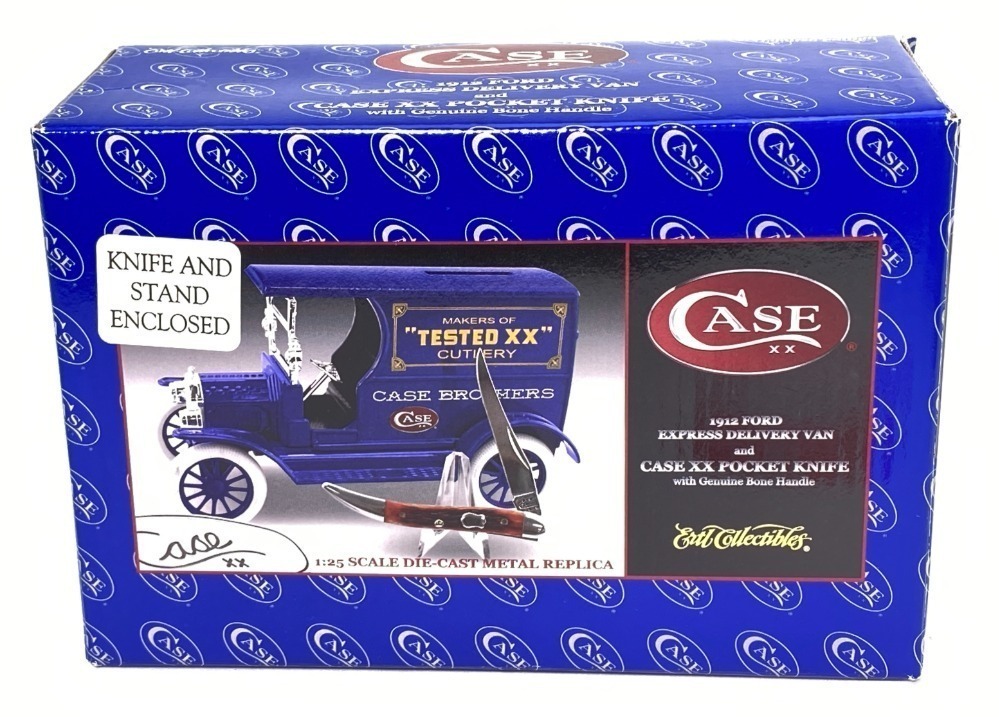 CASE
XX
1912 FORD
EXPRESS DELIVERY VAN
and
CASE XX POCKET KNIFE
with Genuine Bone Handle
KNIFE AND
STAND
ENCLOSED
MAKERS OF
"TESTED XX"
CUTLERY
CASE BROTHERS
CASE
Case
XX
1:25 SCALE DIE-CAST METAL REPLICA
CASE
XX
®
1912 FORD
EXPRESS DELIVERY VAN
and
CASE XX POCKET KNIFE
with Genuine Bone Handle
Ertl Collectibles®